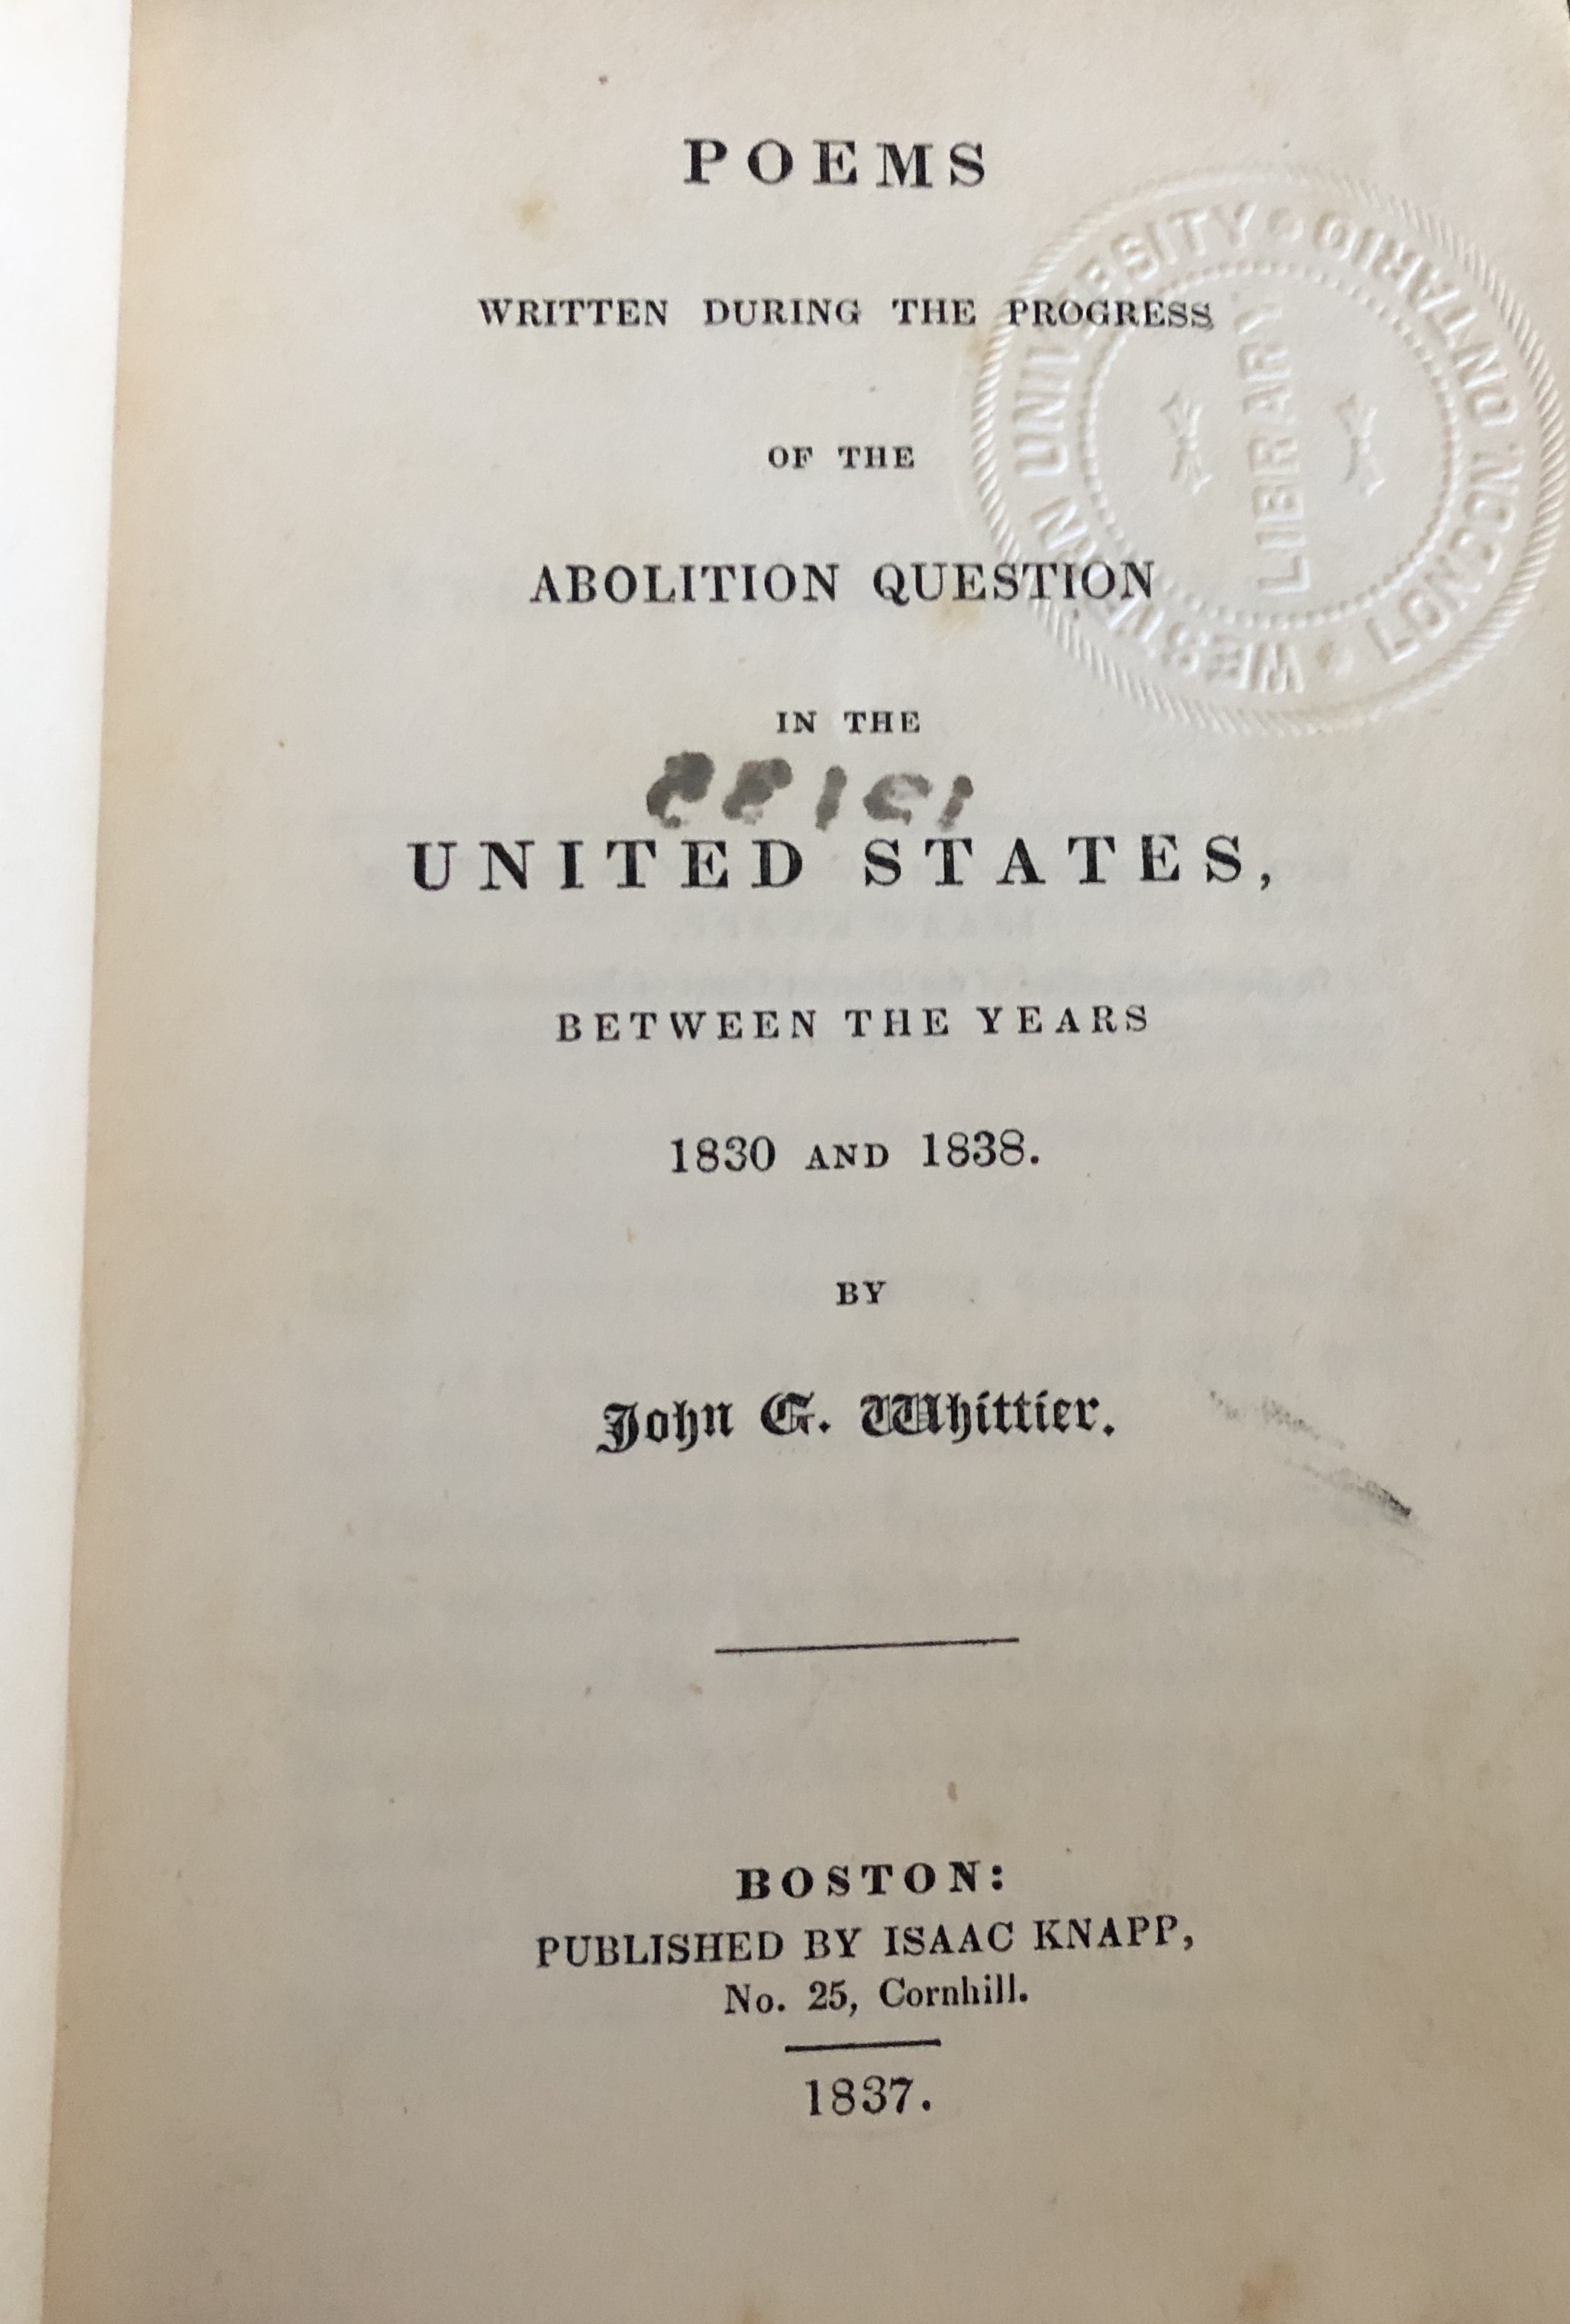 POEMS
WRITTEN DURING THE PROGRESS
OF THE
ABOLITION QUESTION
IN THE
UNITED STATES,
BETWEEN THE YEARS
1830 AND 1838.
BY
John G. Whittier.
BOSTON:
PUBLISHED BY ISAAC KNAPP,
No. 25, Cornhill.
1837.
WESTERN UNIVERSITY • LONDON, ONTARIO •
LIBRARY